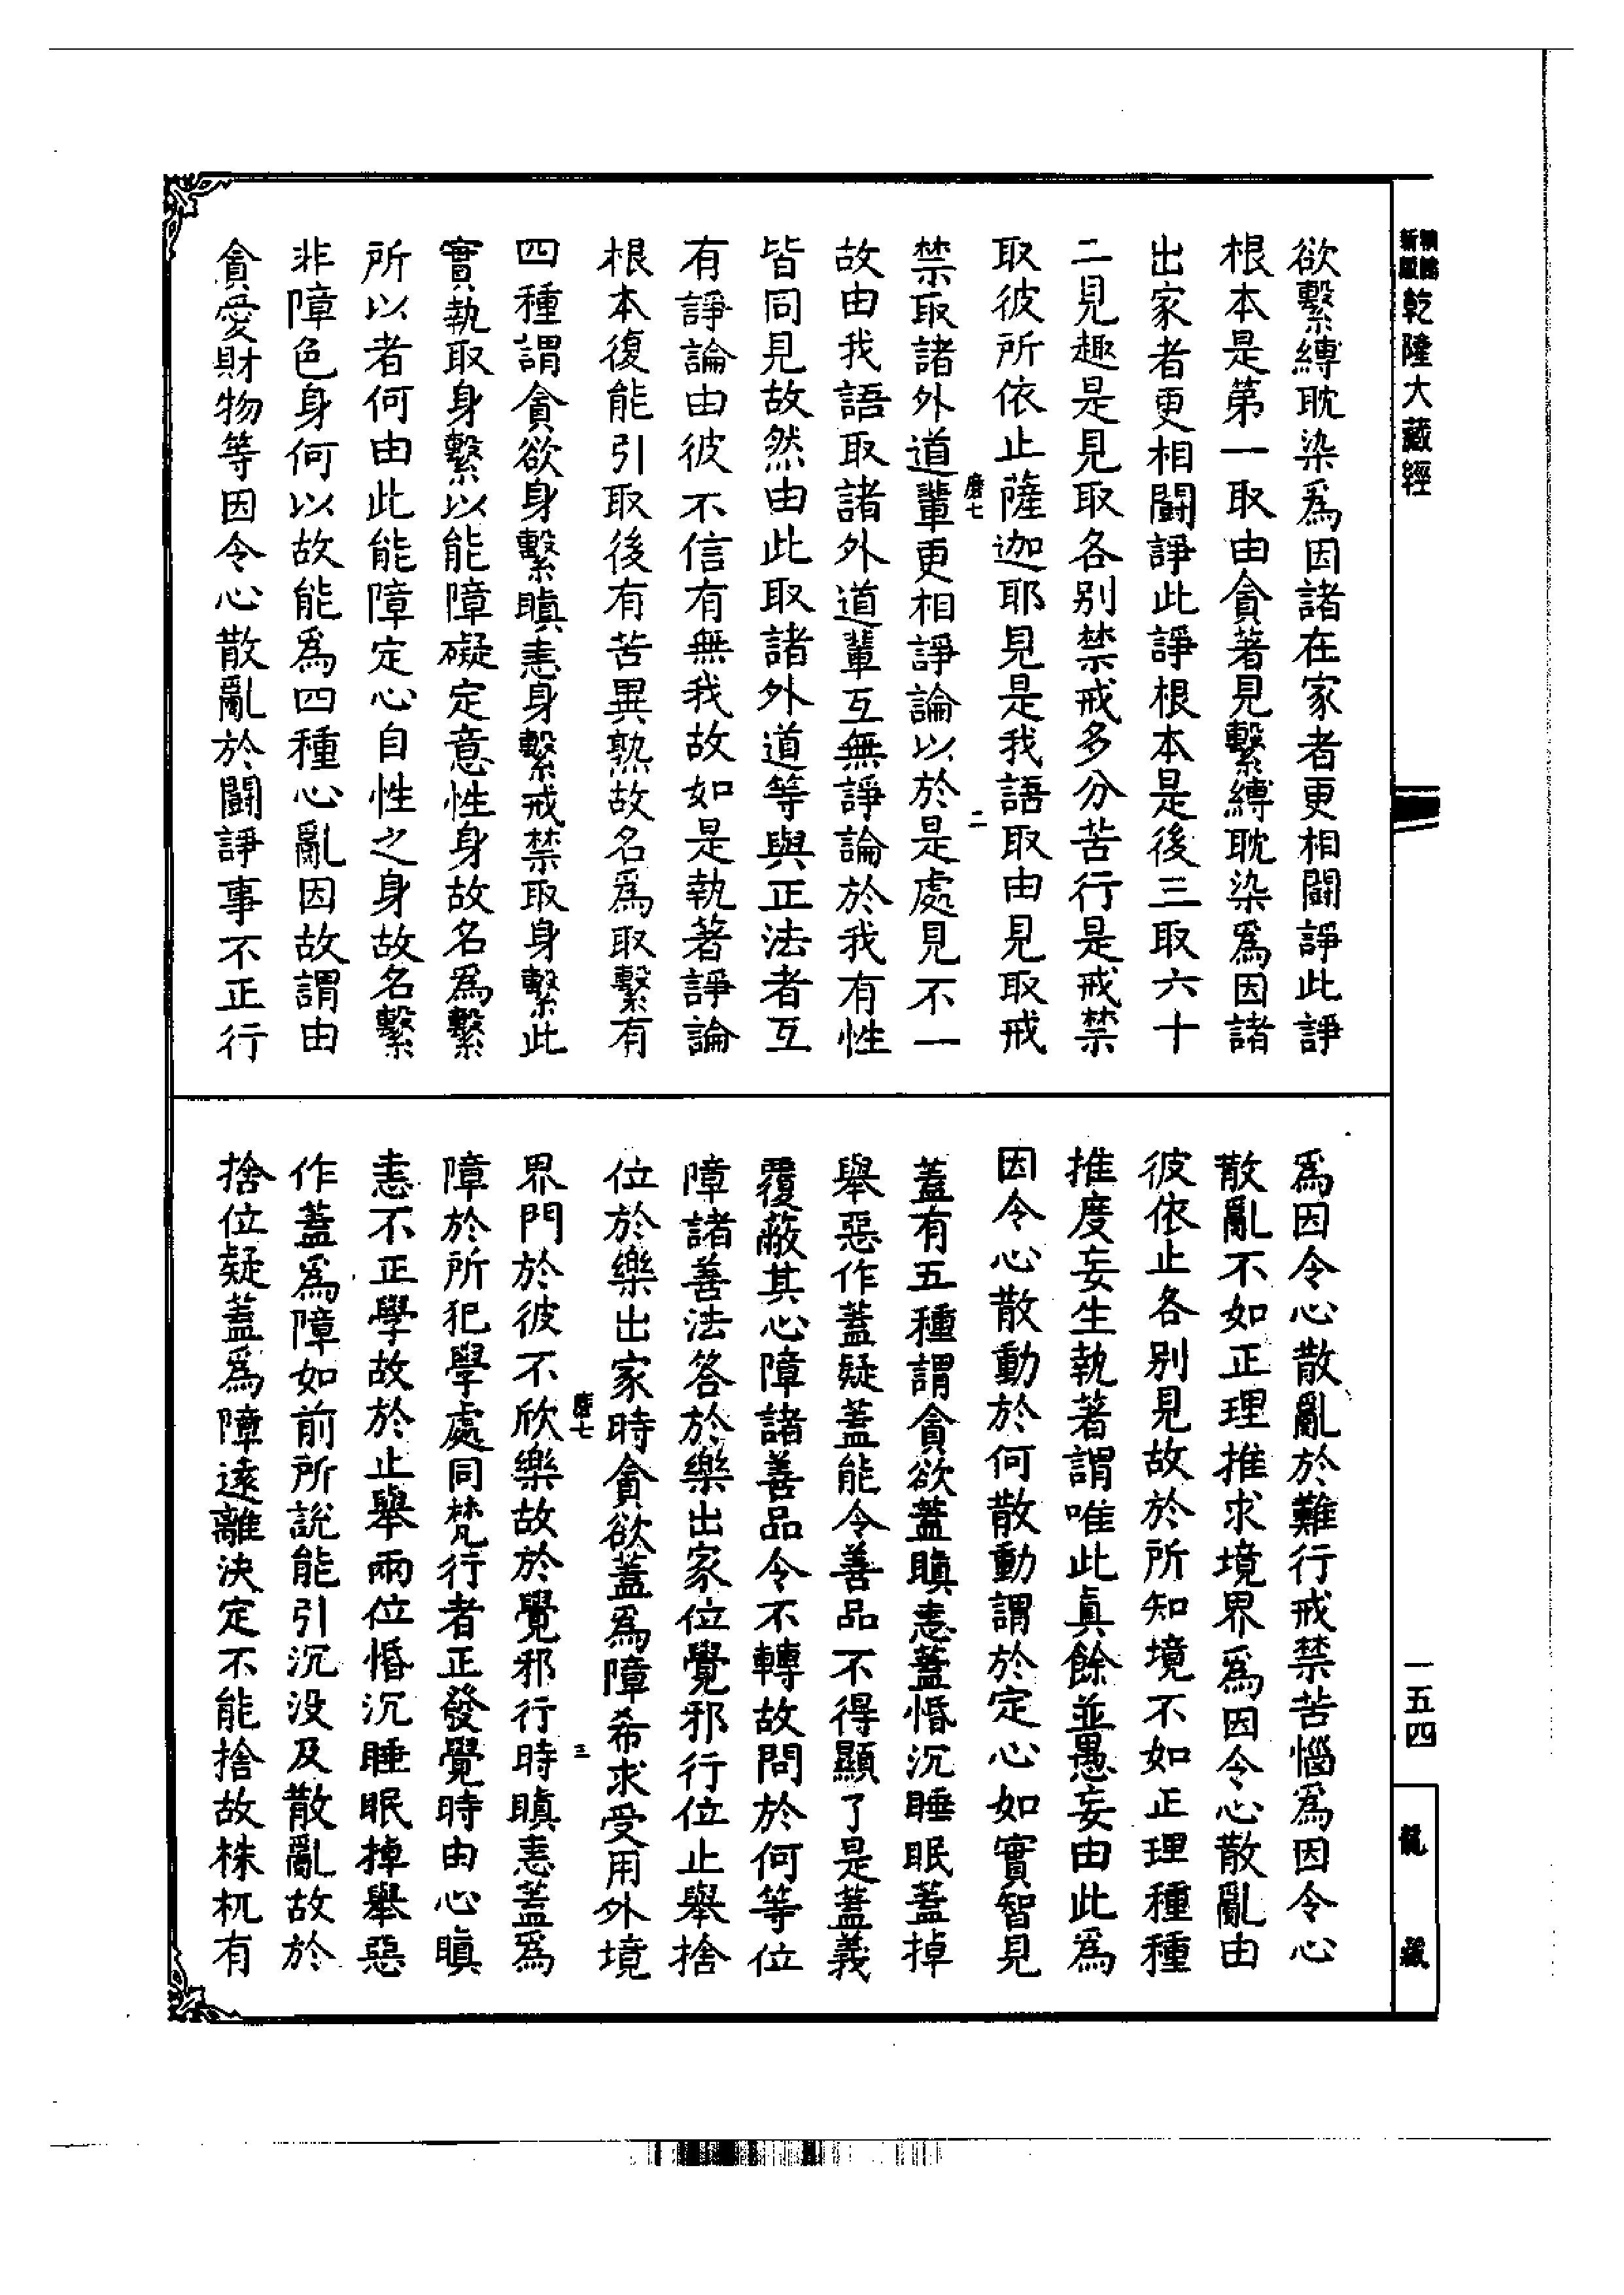 乾隆大藏經
一五四
龍藏
欲繫縛耽染爲因諸在家者更相鬪諍此諍
根本是第一取由貪著見繫縛耽染爲因諸
出家者更相鬪諍此諍根本是後三取六十
二見趣是見取各別禁戒多分苦行是戒禁
取彼所依止薩迦耶見是我語取由見取戒
禁取諸外道輩更相諍論以於是處見不一
故由我語取諸外道輩互無諍論於我有性
皆同見故然由此取諸外道等與正法者互
有諍論由彼不信有無我故如是執著諍論
根本復能引取後有苦異熟故名爲取繫有
四種謂貪欲身繫瞋恚身繫戒禁取身繫此
實執取身繫以能障礙定意性身故名爲繫
所以者何由此能障定心自性之身故名繫
非障色身何以故能爲四種心亂因故謂由
貪愛財物等因令心散亂於鬪諍事不正行
爲因令心散亂於難行戒禁苦惱爲因令心
散亂不如正理推求境界爲因令心散亂由
彼依止各別見故於所知境不如正理種種
推度妄生執著謂唯此眞餘並愚妄由此爲
因令心散動於何散動謂於定心如實智見
蓋有五種謂貪欲蓋瞋恚蓋惛沉睡眠蓋掉
舉惡作蓋疑蓋能令善品不得顯了是蓋義
覆蔽其心障諸善品令不轉故問於何等位
障諸善法答於樂出家位覺邪行位止舉捨
位於樂出家時貪欲蓋爲障希求受用外境
界門於彼不欣樂故於覺邪行時瞋恚蓋爲
障於所犯學處同梵行者正發覺時由心瞋
恚不正學故於止舉兩位惛沉睡眠掉舉惡
作蓋爲障如前所說能引沉没及散亂故於
捨位疑蓋爲障遠離決定不能捨故株杌有